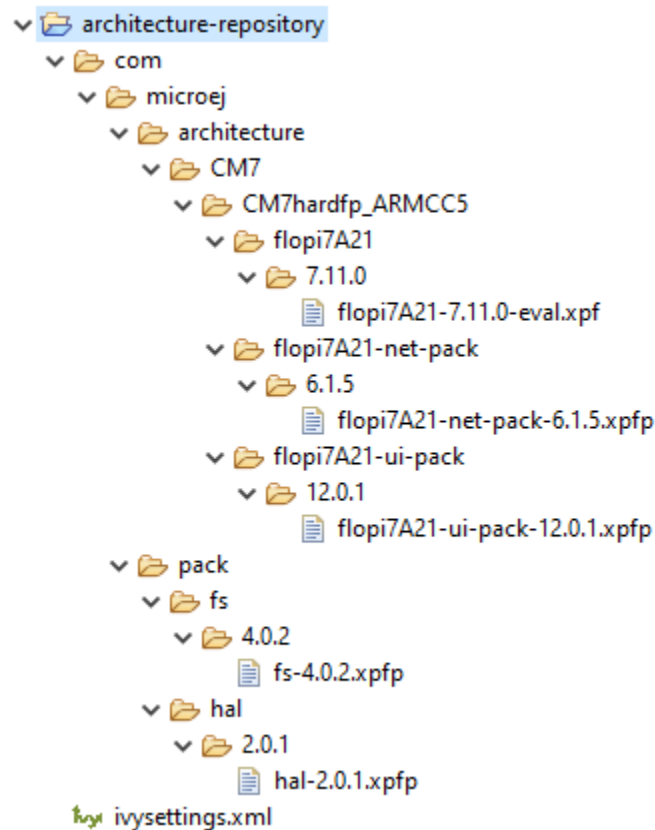 architecture-repository
com
microej
architecture
CM7
CM7hardfp_ARMCC5
flopi7A21
7.11.0
flopi7A21-7.11.0-eval.xpf
flopi7A21-net-pack
6.1.5
flopi7A21-net-pack-6.1.5.xpfp
flopi7A21-ui-pack
12.0.1
flopi7A21-ui-pack-12.0.1.xpfp
pack
fs
4.0.2
fs-4.0.2.xpfp
hal
2.0.1
hal-2.0.1.xpfp
ivy ivysettings.xml